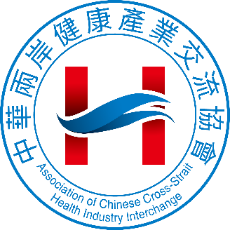 中華兩岸健康產業交流協會
H
Association of Chinese Cross-Strait
Health Industry Interchange